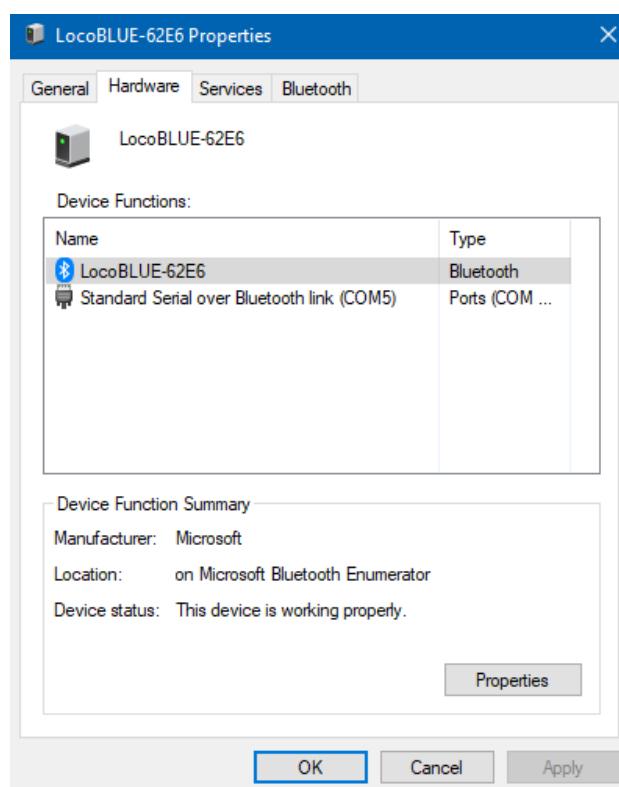 LocoBLUE-62E6 Properties
General Hardware Services Bluetooth
LocoBLUE-62E6
Device Functions:
Name Type
LocoBLUE-62E6 Bluetooth
Standard Serial over Bluetooth link (COM5) Ports (COM ...
Device Function Summary
Manufacturer: Microsoft
Location: on Microsoft Bluetooth Enumerator
Device status: This device is working properly.
Properties
OK Cancel Apply